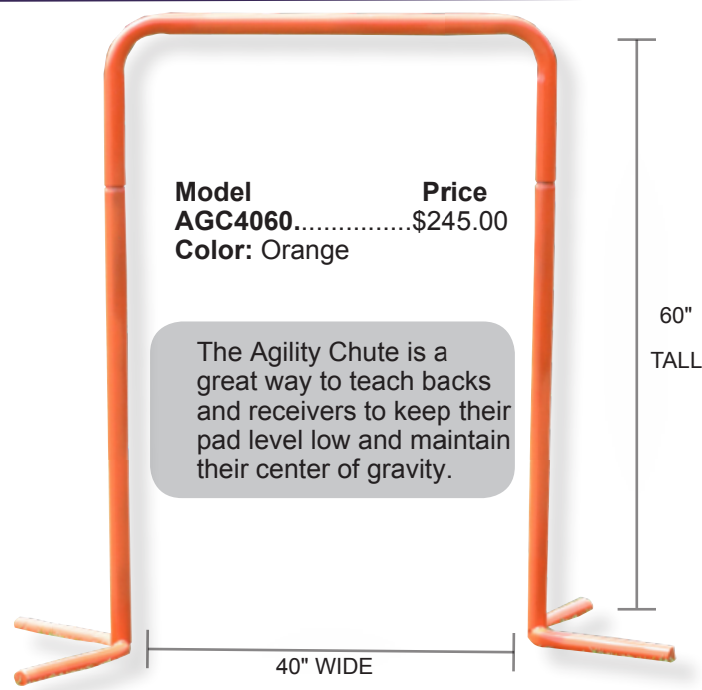 Model Price
AGC4060................$245.00
Color: Orange
The Agility Chute is a
great way to teach backs
and receivers to keep their
pad level low and maintain
their center of gravity.
60"
TALL
40" WIDE